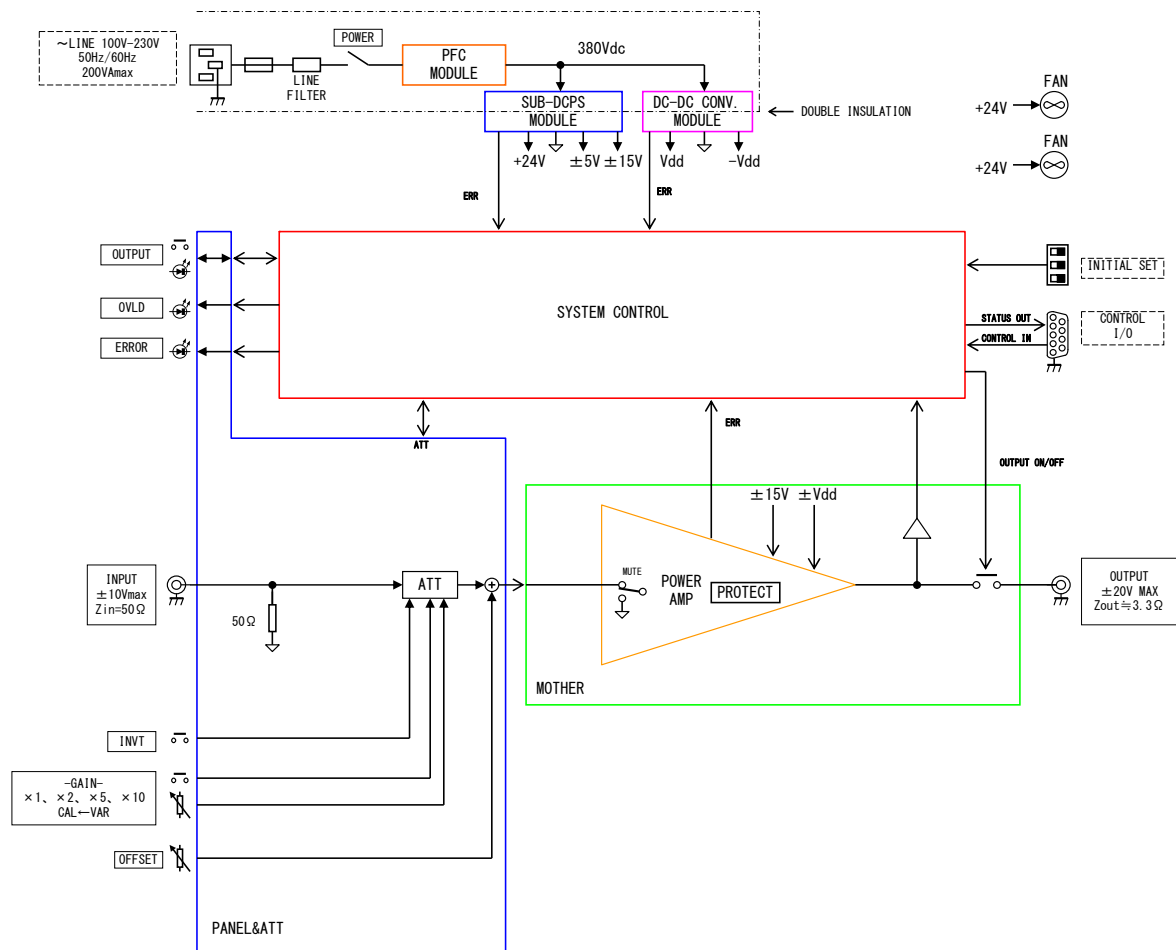 ～LINE 100V-230V
50Hz/60Hz
200VAmax
POWER
LINE
FILTER
PFC
MODULE
380Vdc
SUB-DCPS
MODULE
DC-DC CONV.
MODULE
DOUBLE INSULATION
+24V
±5V
±15V
Vdd
-Vdd
FAN
+24V
FAN
+24V
ERR
ERR
OUTPUT
OVLD
ERROR
SYSTEM CONTROL
INITIAL SET
STATUS OUT
CONTROL IN
CONTROL
I/O
ATT
ERR
OUTPUT ON/OFF
±15V
±Vdd
INPUT
±10Vmax
Zin=50Ω
50Ω
ATT
MUTE
POWER
AMP
PROTECT
OUTPUT
±20V MAX
Zout≒3.3Ω
MOTHER
INVT
-GAIN-
×1、×2、×5、×10
CAL←VAR
OFFSET
PANEL&ATT